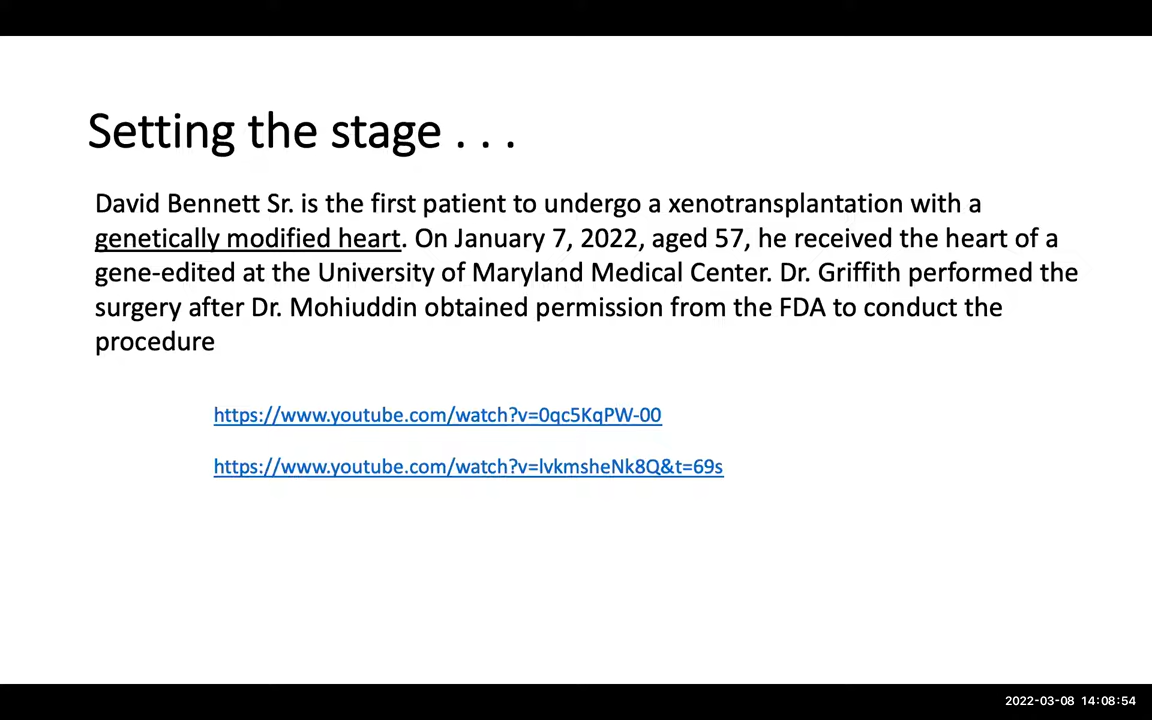 Setting the stage . . .
David Bennett Sr. is the first patient to undergo a xenotransplantation with a
genetically modified heart. On January 7, 2022, aged 57, he received the heart of a
gene-edited at the University of Maryland Medical Center. Dr. Griffith performed the
surgery after Dr. Mohiuddin obtained permission from the FDA to conduct the
procedure
https://www.youtube.com/watch?v=0qc5KqPW-00
https://www.youtube.com/watch?v=lvkmsheNk8Q&t=69s
2022-03-08 14:08:54